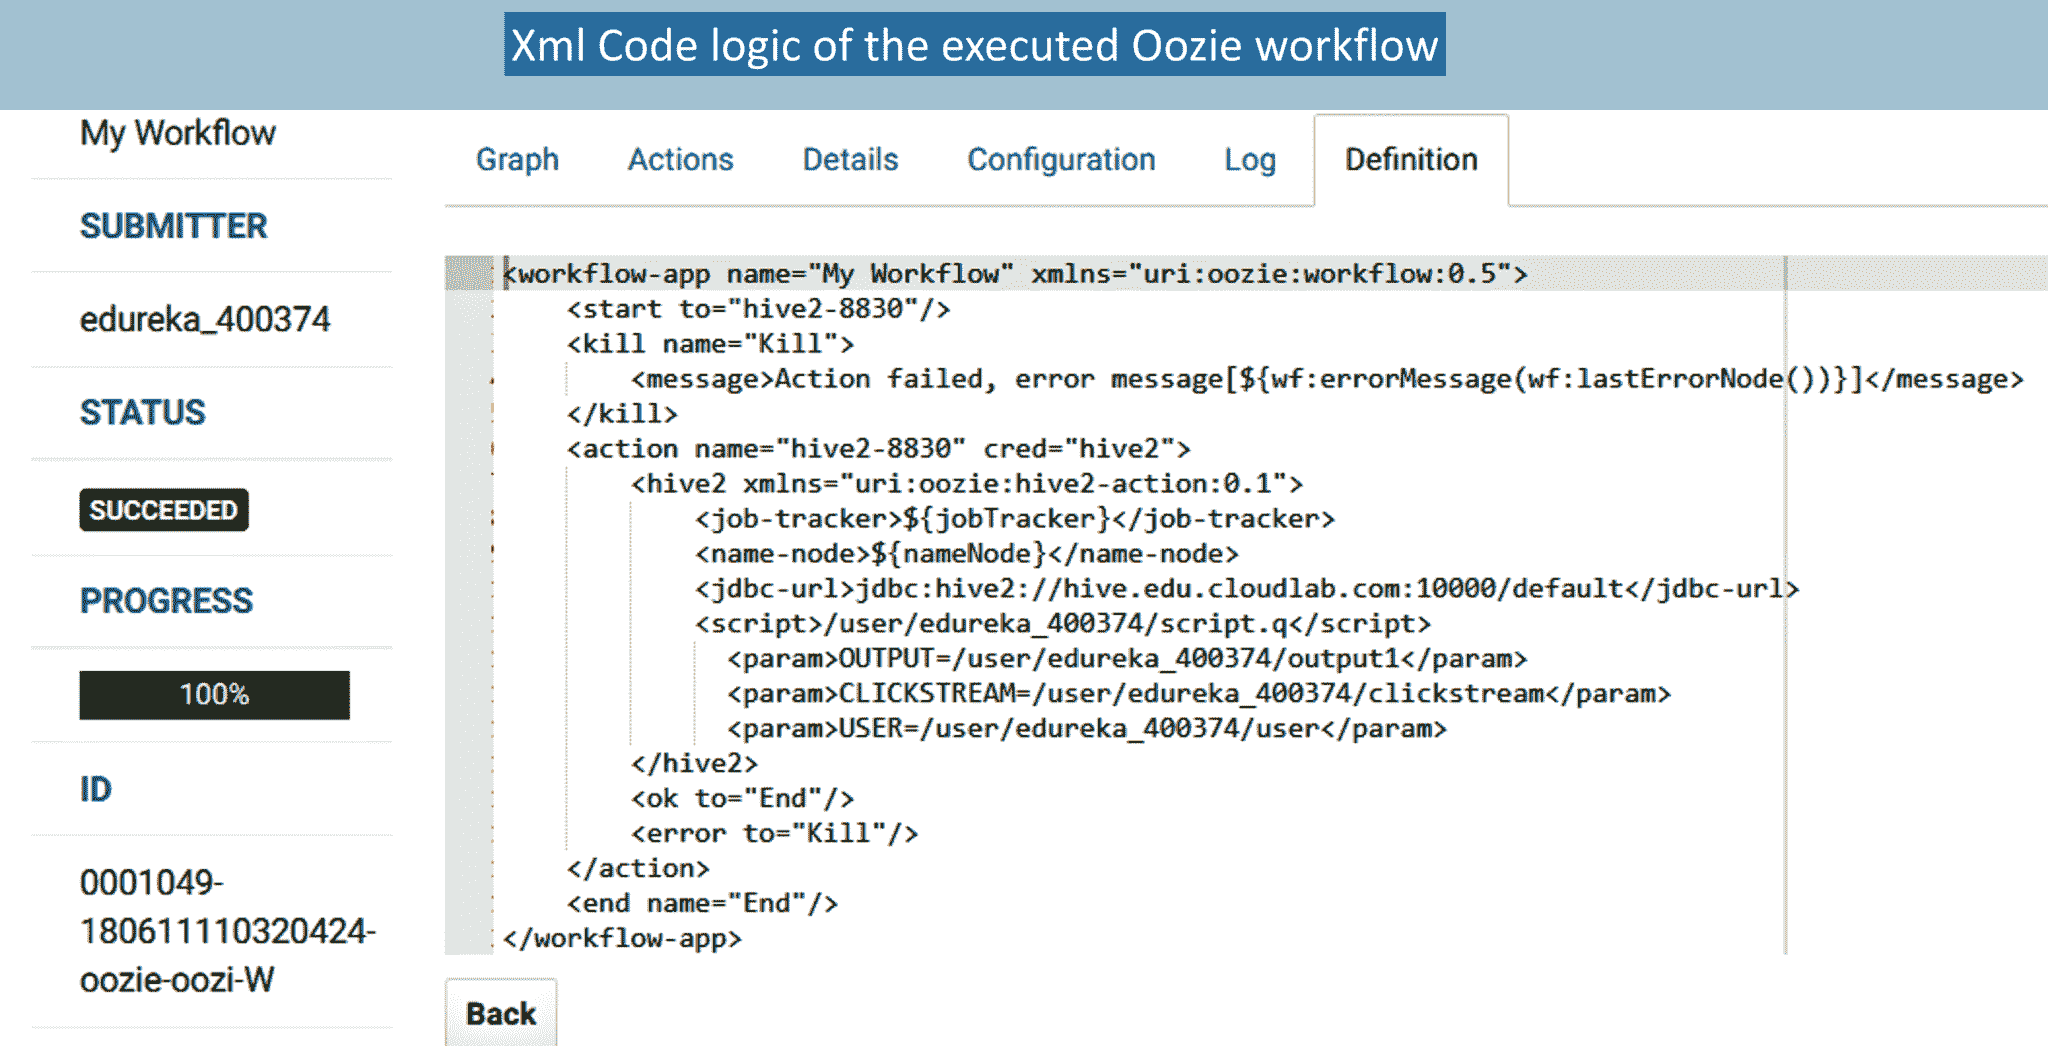 Xml Code logic of the executed Oozie workflow
My Workflow
SUBMITTER
edureka_400374
STATUS
SUCCEEDED
PROGRESS
100%
ID
0001049-
180611110320424-
oozie-oozi-W
Graph Actions Details Configuration Log Definition
<workflow-app name="My Workflow" xmlns="uri:oozie:workflow:0.5">
    <start to="hive2-8830"/>
    <kill name="Kill">
        <message>Action failed, error message[${wf:errorMessage(wf:lastErrorNode())}]</message>
    </kill>
    <action name="hive2-8830" cred="hive2">
        <hive2 xmlns="uri:oozie:hive2-action:0.1">
            <job-tracker>${jobTracker}</job-tracker>
            <name-node>${nameNode}</name-node>
            <jdbc-url>jdbc:hive2://hive.edu.cloudlab.com:10000/default</jdbc-url>
            <script>/user/edureka_400374/script.q</script>
              <param>OUTPUT=/user/edureka_400374/output1</param>
              <param>CLICKSTREAM=/user/edureka_400374/clickstream</param>
              <param>USER=/user/edureka_400374/user</param>
        </hive2>
        <ok to="End"/>
        <error to="Kill"/>
    </action>
    <end name="End"/>
</workflow-app>
Back